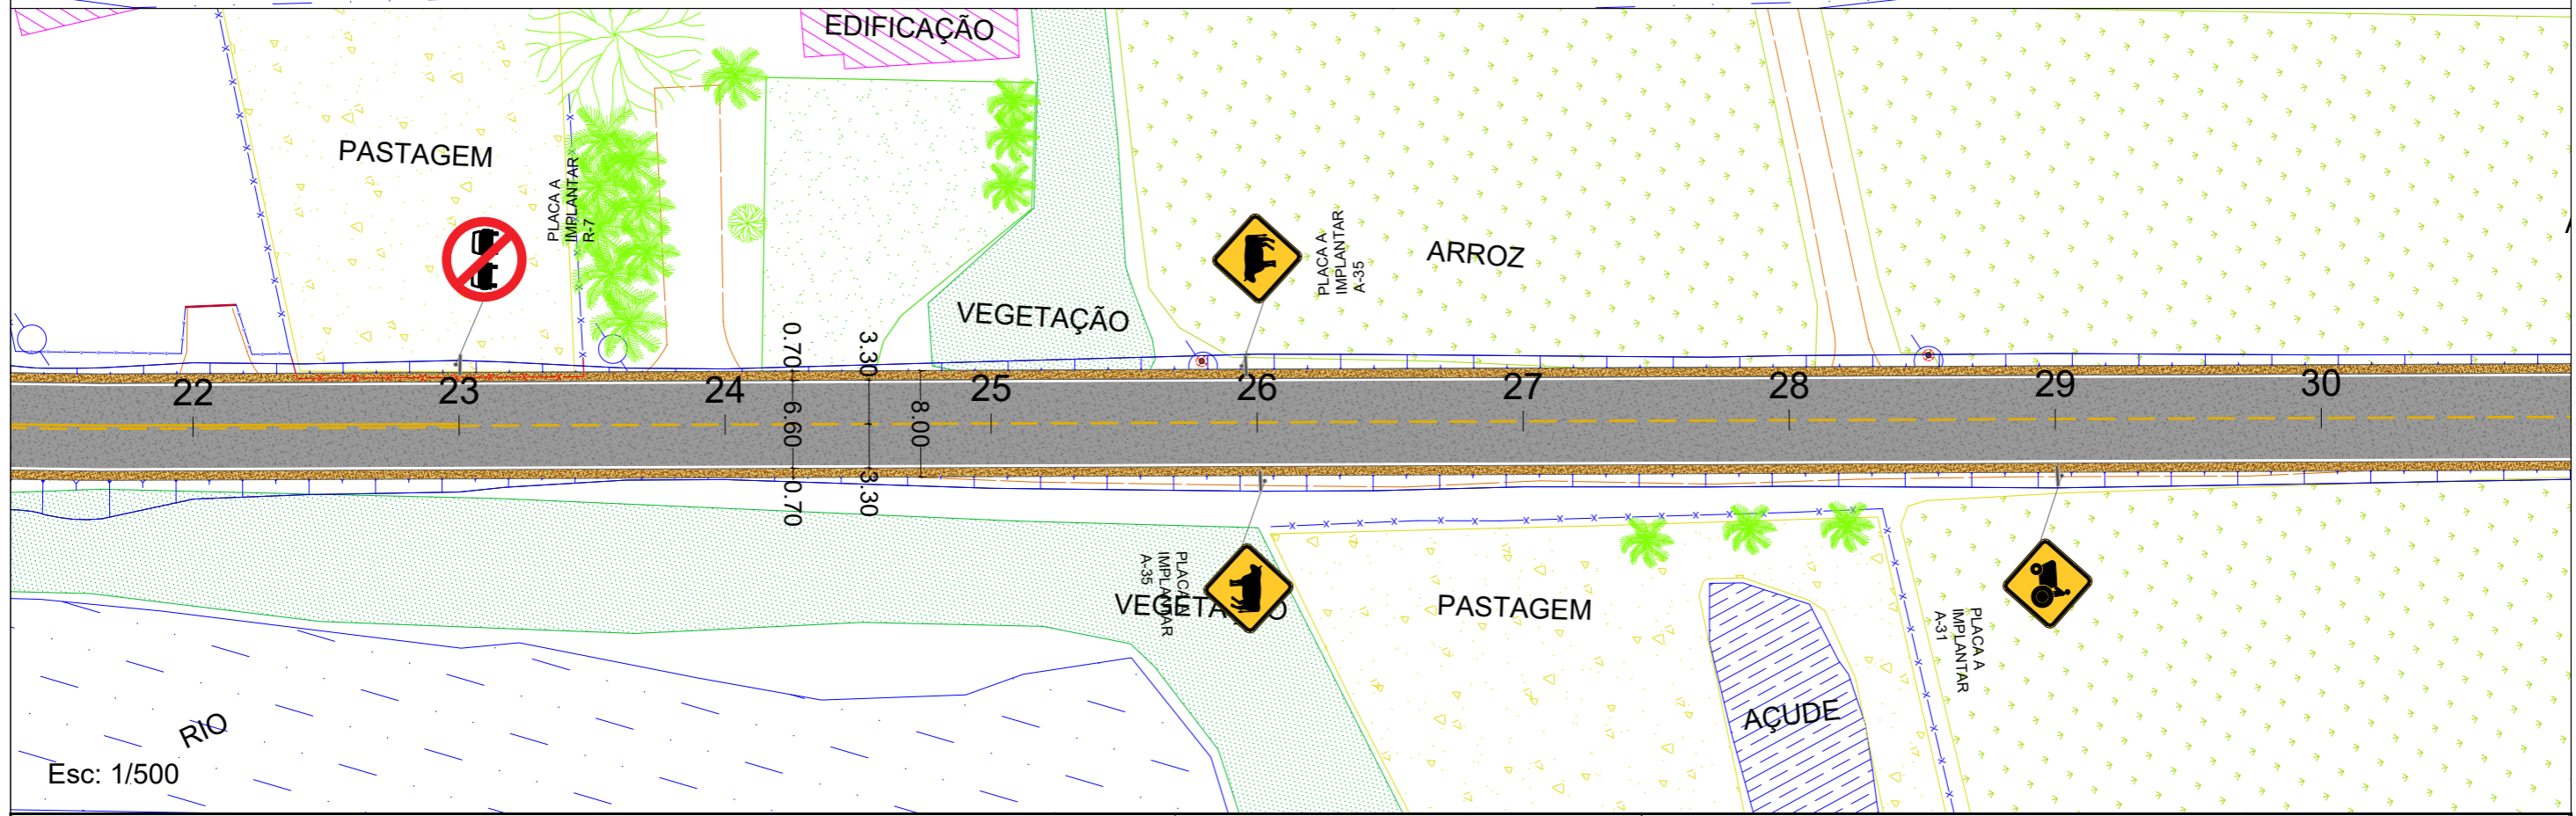 EDIFICAÇÃO
PASTAGEM
PLACA A
IMPLANTAR
R-7
VEGETAÇÃO
PLACA A
IMPLANTAR
A-35
ARROZ
22
23
24
25
26
27
28
29
30
0.70
6.60
0.70
3.30
3.30
8.00
PLACA A
IMPLANTAR
A-35
VEGETAÇÃO
PASTAGEM
AÇUDE
PLACA A
IMPLANTAR
A-31
RIO
Esc: 1/500